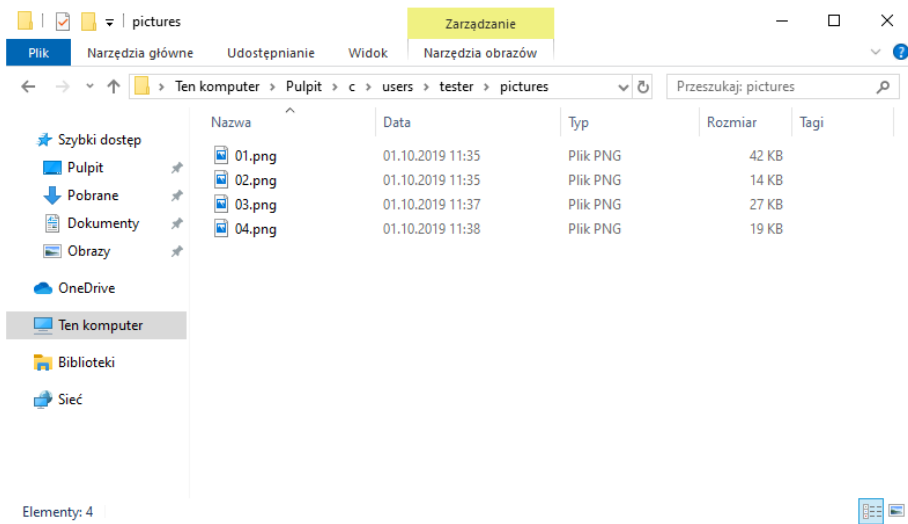 pictures
Zarządzanie
Plik Narzędzia główne Udostępnianie Widok Narzędzia obrazów
Ten komputer Pulpit c users tester pictures
Przeszukaj: pictures
Szybki dostęp
Pulpit
Pobrane
Dokumenty
Obrazy
OneDrive
Ten komputer
Biblioteki
Sieć
Nazwa Data Typ Rozmiar Tagi
01.png 01.10.2019 11:35 Plik PNG 42 KB
02.png 01.10.2019 11:35 Plik PNG 14 KB
03.png 01.10.2019 11:37 Plik PNG 27 KB
04.png 01.10.2019 11:38 Plik PNG 19 KB
Elementy: 4